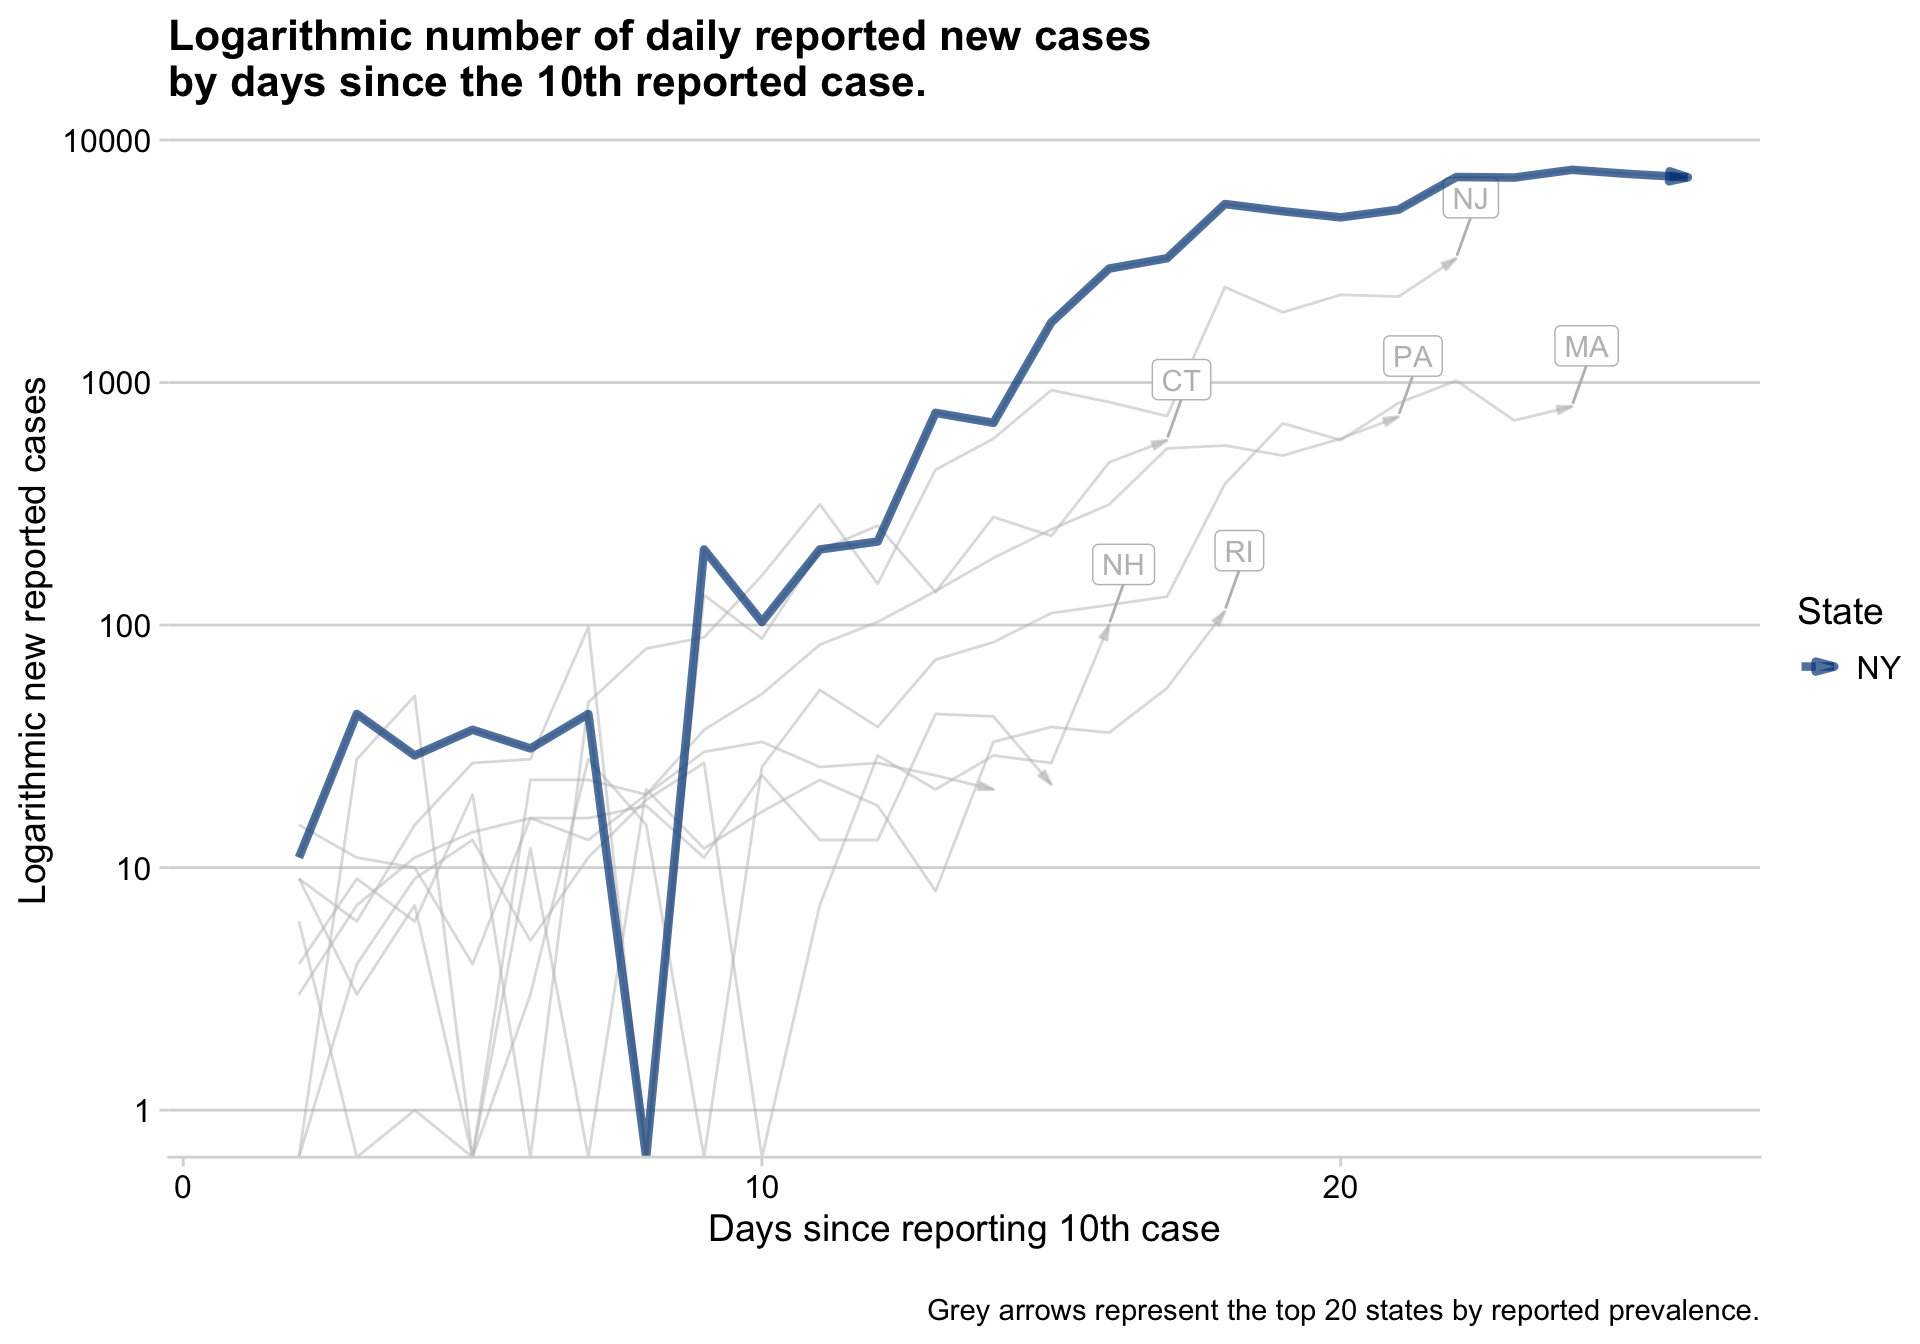 Logarithmic number of daily reported new cases
by days since the 10th reported case.
10000
1000
100
10
1
Logarithmic new reported cases
NJ
PA
MA
CT
NH
RI
State
NY
0
10
20
Days since reporting 10th case
Grey arrows represent the top 20 states by reported prevalence.